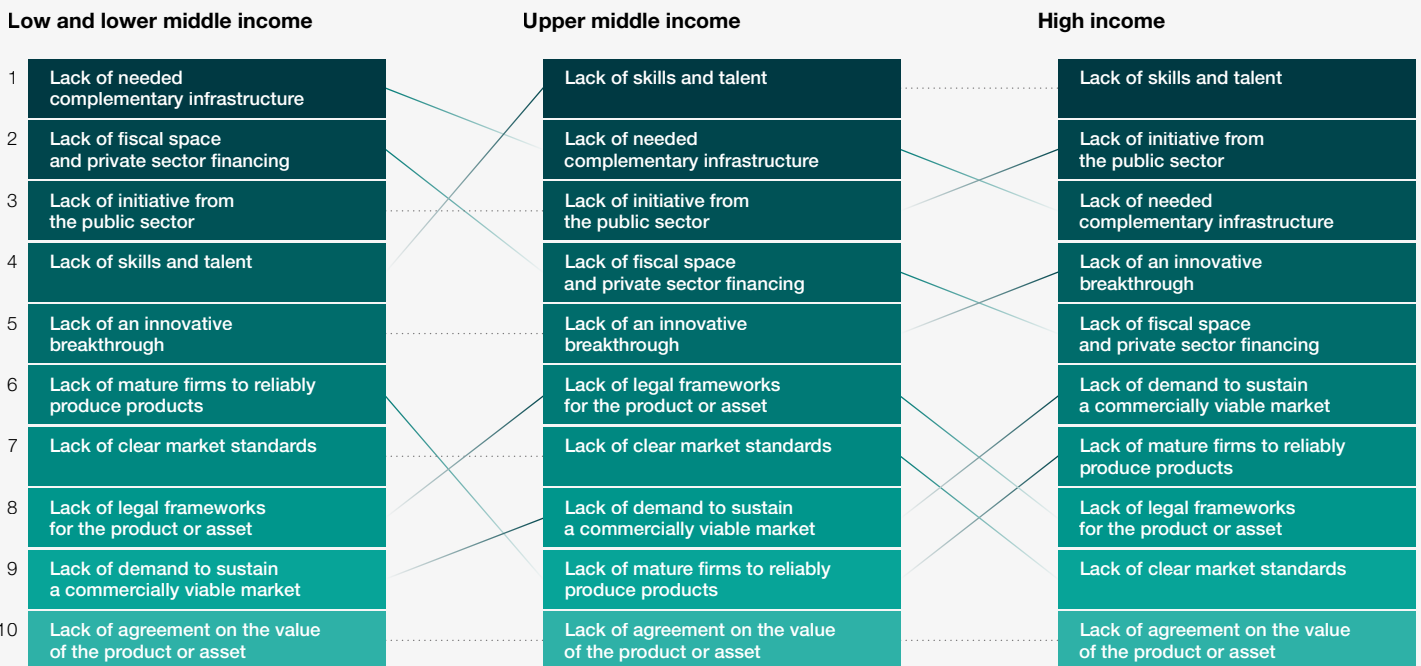 Low and lower middle income
Upper middle income
High income
1
Lack of needed
complementary infrastructure
Lack of skills and talent
Lack of skills and talent
2
Lack of fiscal space
and private sector financing
Lack of needed
complementary infrastructure
Lack of initiative from
the public sector
3
Lack of initiative from
the public sector
Lack of initiative from
the public sector
Lack of needed
complementary infrastructure
4
Lack of skills and talent
Lack of fiscal space
and private sector financing
Lack of an innovative
breakthrough
5
Lack of an innovative
breakthrough
Lack of an innovative
breakthrough
Lack of fiscal space
and private sector financing
6
Lack of mature firms to reliably
produce products
Lack of legal frameworks
for the product or asset
Lack of demand to sustain
a commercially viable market
7
Lack of clear market standards
Lack of clear market standards
Lack of mature firms to reliably
produce products
8
Lack of legal frameworks
for the product or asset
Lack of demand to sustain
a commercially viable market
Lack of legal frameworks
for the product or asset
9
Lack of demand to sustain
a commercially viable market
Lack of mature firms to reliably
produce products
Lack of clear market standards
10
Lack of agreement on the value
of the product or asset
Lack of agreement on the value
of the product or asset
Lack of agreement on the value
of the product or asset